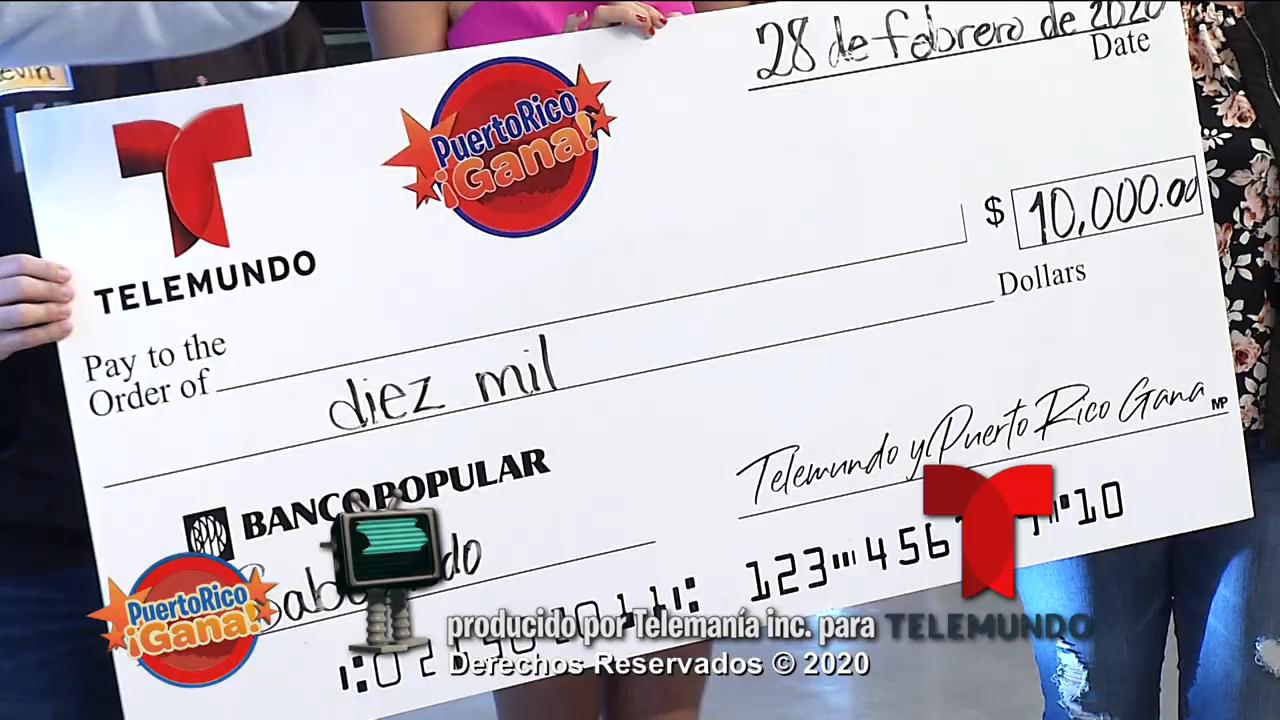 evin
28 de febrero de 2020
Date
TELEMUNDO
PuertoRico
¡Gana!
$ 10,000.00
Dollars
Pay to the
Order of
diez mil
BANCO POPULAR
Telemundo y Puerto Rico Gana MP
123 456 10
PuertoRico
¡Gana!
producido por Telemanía inc. para TELEMUNDO
Derechos Reservados © 2020